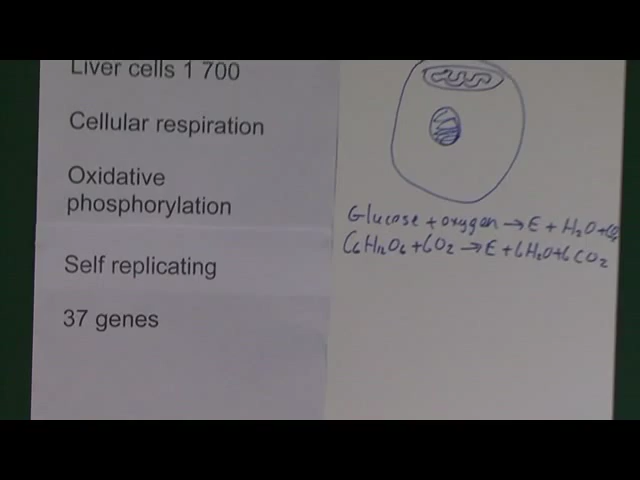 Liver cells 1 700
Cellular respiration
Oxidative
phosphorylation
Self replicating
37 genes
Glucose + oxygen → E + H₂O + CO₂
C₆H₁₂O₆ + 6O₂ → E + 6H₂O + 6CO₂